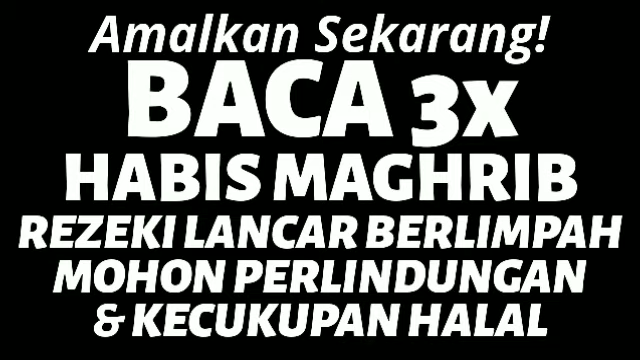 Amalkan Sekarang!
BACA 3X
HABIS MAGHRIB
REZEKI LANCAR BERLIMPAH
MOHON PERLINDUNGAN
& KECUKUPAN HALAL